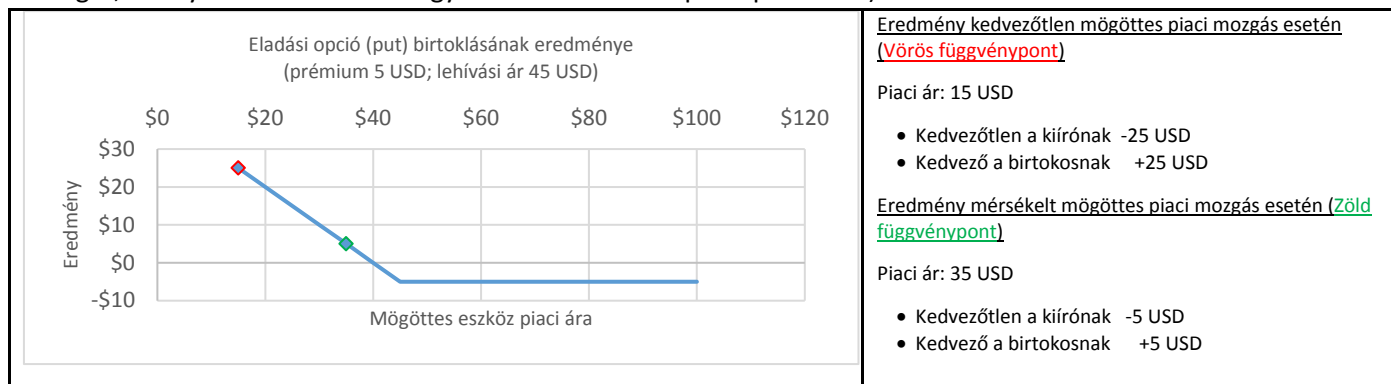 Eladási opció (put) birtoklásának eredménye
(prémium 5 USD; lehívási ár 45 USD)
$0 $20 $40 $60 $80 $100 $120
$30
$20
$10
$0
-$10
Eredmény
Mögöttes eszköz piaci ára
Eredmény kedvezőtlen mögöttes piaci mozgás esetén
(Vörös függvénypont)
Piaci ár: 15 USD
• Kedvezőtlen a kiírónak -25 USD
• Kedvező a birtokosnak +25 USD
Eredmény mérsékelt mögöttes piaci mozgás esetén (Zöld
függvénypont)
Piaci ár: 35 USD
• Kedvezőtlen a kiírónak -5 USD
• Kedvező a birtokosnak +5 USD